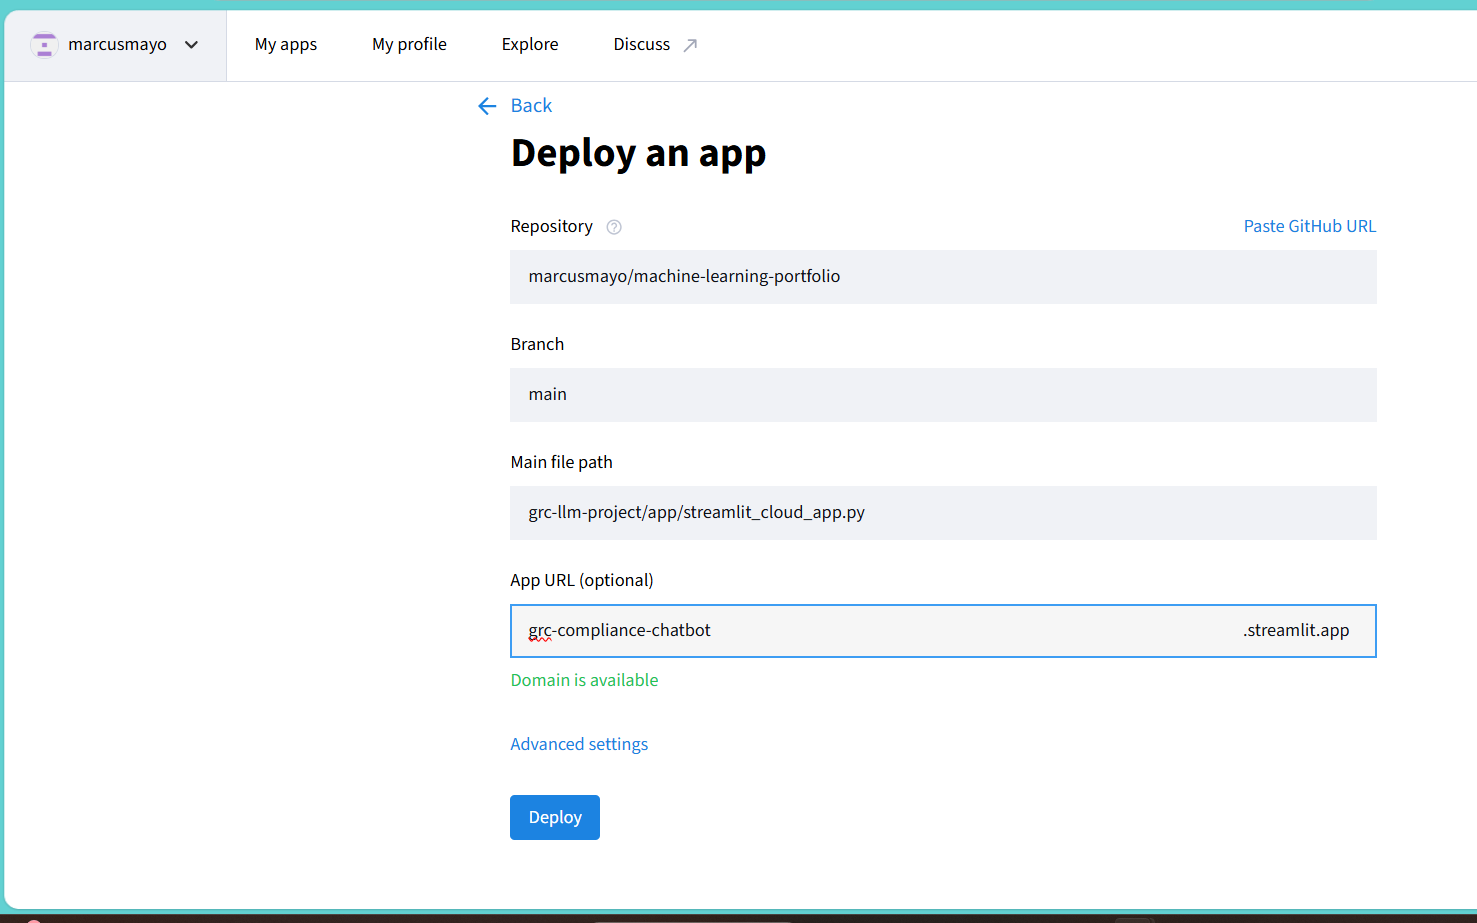 marcusmayo
My apps
My profile
Explore
Discuss
Back
Deploy an app
Repository
Paste GitHub URL
marcusmayo/machine-learning-portfolio
Branch
main
Main file path
grc-llm-project/app/streamlit_cloud_app.py
App URL (optional)
grc-compliance-chatbot .streamlit.app
Domain is available
Advanced settings
Deploy